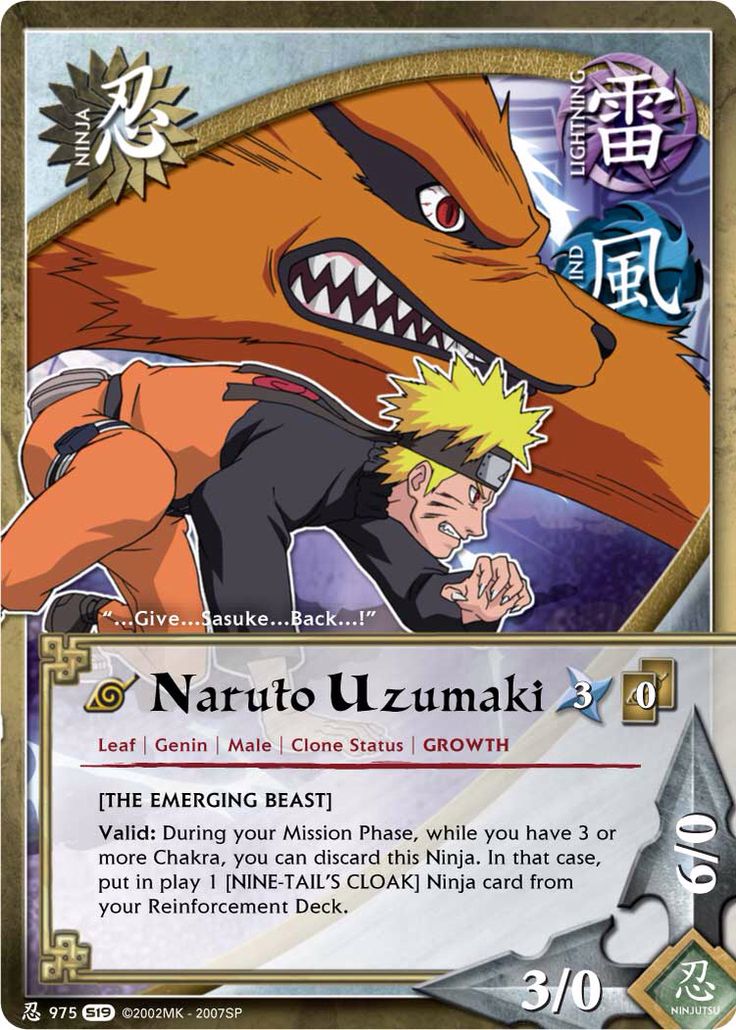 NINJA
忍
LIGHTNING
雷
IND
風
"...Give...Sasuke...Back...!"
Naruto Uzumaki 3 0
Leaf | Genin | Male | Clone Status | GROWTH
[THE EMERGING BEAST]
Valid: During your Mission Phase, while you have 3 or
more Chakra, you can discard this Ninja. In that case,
put in play 1 [NINE-TAIL'S CLOAK] Ninja card from
your Reinforcement Deck.
6/0
3/0
忍
NINJUTSU
忍 975 S19 ©2002MK - 2007SP